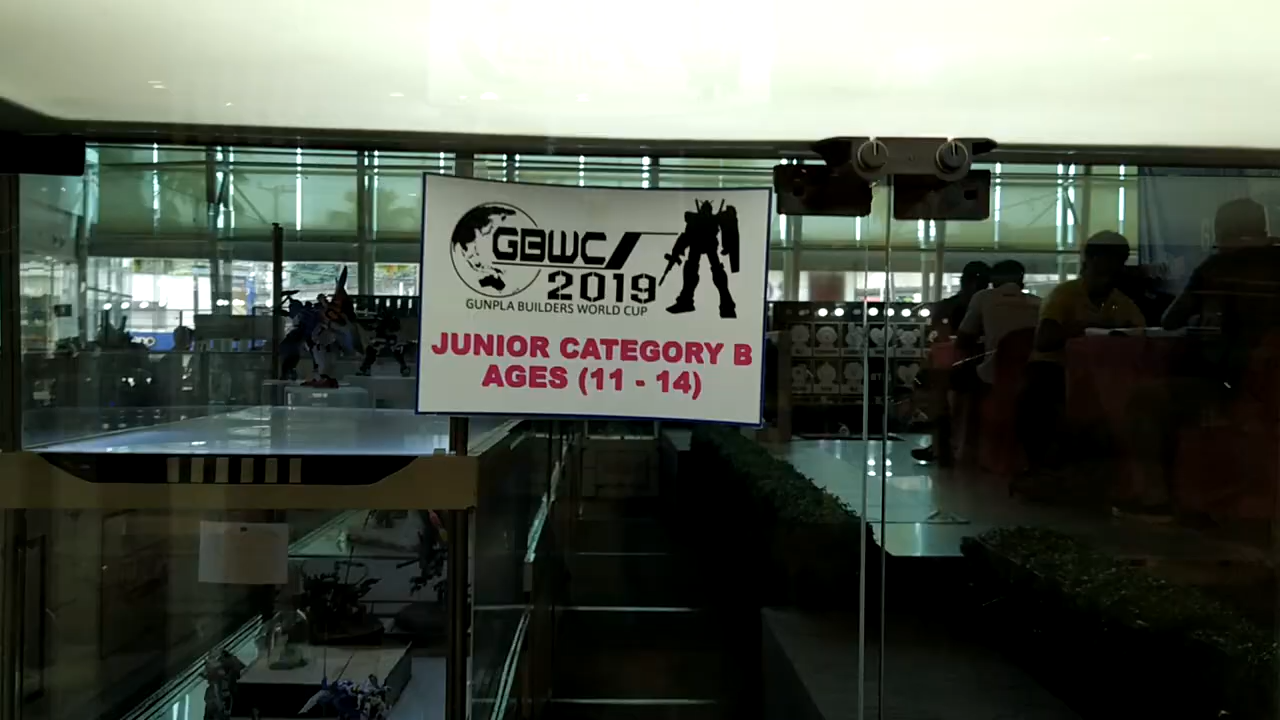 GBWC
2019
GUNPLA BUILDERS WORLD CUP
JUNIOR CATEGORY B
AGES (11 - 14)